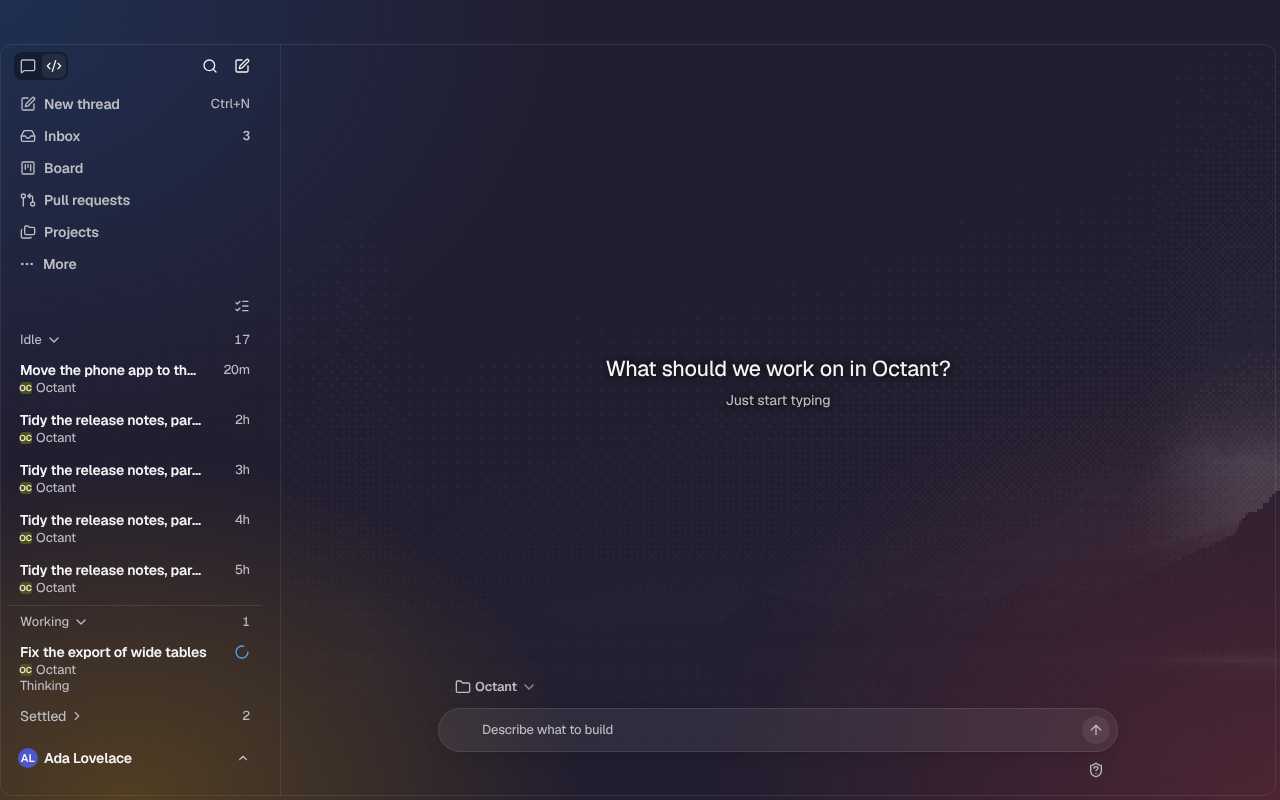 New thread Ctrl+N
Inbox 3
Board
Pull requests
Projects
More
Idle 17
Move the phone app to th... 20m
OC Octant
Tidy the release notes, par... 2h
OC Octant
Tidy the release notes, par... 3h
OC Octant
Tidy the release notes, par... 4h
OC Octant
Tidy the release notes, par... 5h
OC Octant
Working 1
Fix the export of wide tables
OC Octant
Thinking
Settled 2
AL Ada Lovelace
What should we work on in Octant?
Just start typing
Octant
Describe what to build